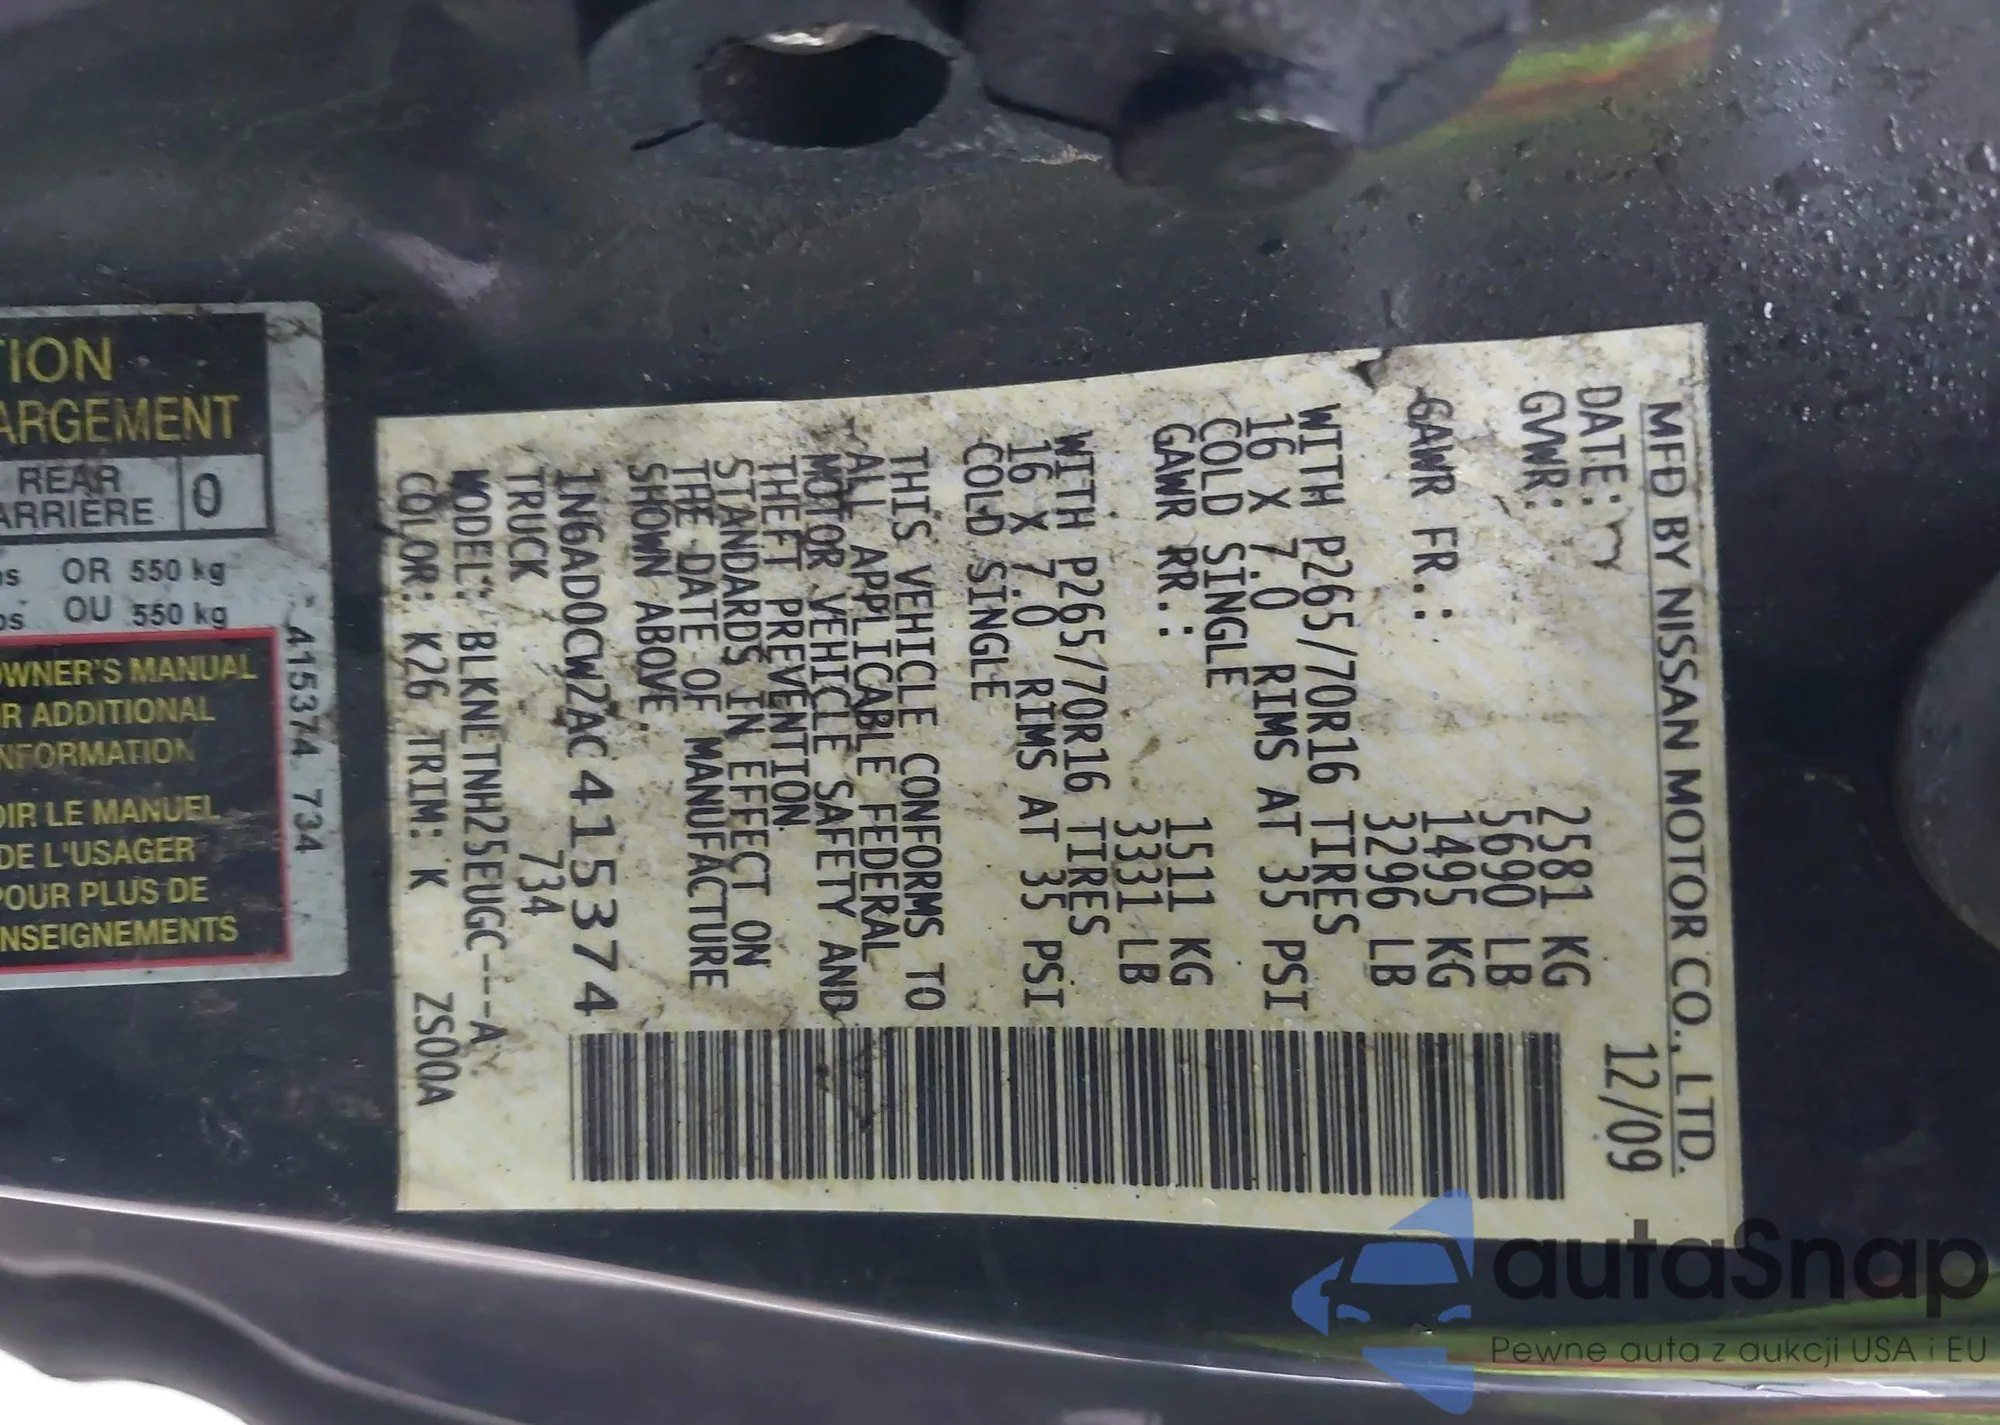 MFD BY NISSAN MOTOR CO., LTD.
DATE: 12/09
GVWR: 2581 KG
5690 LB
GAWR FR.: 1495 KG
3296 LB
WITH P265/70R16 TIRES
16 X 7.0 RIMS AT 35 PSI
COLD SINGLE
GAWR RR.: 1511 KG
3331 LB
WITH P265/70R16 TIRES
16 X 7.0 RIMS AT 35 PSI
COLD SINGLE
THIS VEHICLE CONFORMS TO
ALL APPLICABLE FEDERAL
MOTOR VEHICLE SAFETY AND
THEFT PREVENTION
STANDARDS IN EFFECT ON
THE DATE OF MANUFACTURE
SHOWN ABOVE.
1N6AD0CW2AC415374
TRUCK 734
MODEL: BLKNETNH25EUGC---A
COLOR: K26 TRIM: K ZS00A
TION
ARGEMENT
REAR
ARRIÈRE 0
OR 550 kg
OU 550 kg
OWNER'S MANUAL
R ADDITIONAL
NFORMATION
OIR LE MANUEL
DE L'USAGER
POUR PLUS DE
NSEIGNEMENTS
415374 734
autaSnap
Pewne auta z aukcji USA i EU